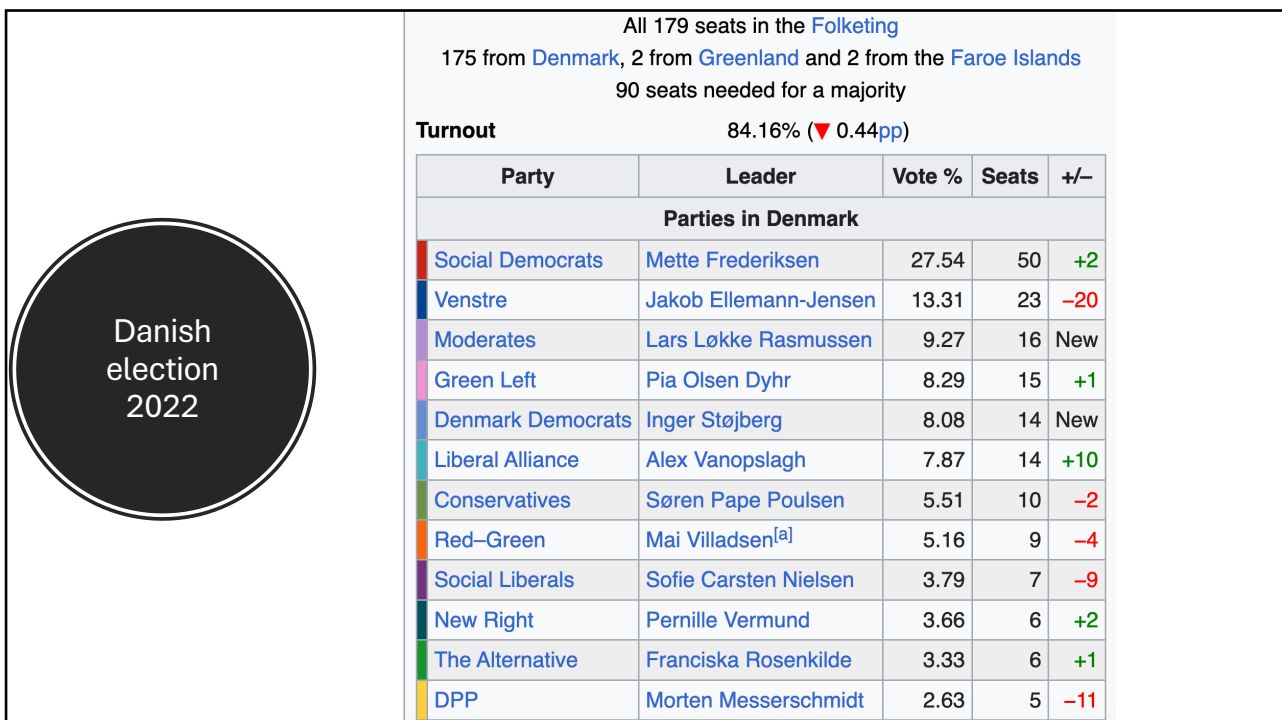 Danish
election
2022
All 179 seats in the Folketing
175 from Denmark, 2 from Greenland and 2 from the Faroe Islands
90 seats needed for a majority
Turnout 84.16% (▼ 0.44pp)
Party Leader Vote % Seats +/–
Parties in Denmark
Social Democrats Mette Frederiksen 27.54 50 +2
Venstre Jakob Ellemann-Jensen 13.31 23 −20
Moderates Lars Løkke Rasmussen 9.27 16 New
Green Left Pia Olsen Dyhr 8.29 15 +1
Denmark Democrats Inger Støjberg 8.08 14 New
Liberal Alliance Alex Vanopslagh 7.87 14 +10
Conservatives Søren Pape Poulsen 5.51 10 −2
Red–Green Mai Villadsen[a] 5.16 9 −4
Social Liberals Sofie Carsten Nielsen 3.79 7 −9
New Right Pernille Vermund 3.66 6 +2
The Alternative Franciska Rosenkilde 3.33 6 +1
DPP Morten Messerschmidt 2.63 5 −11